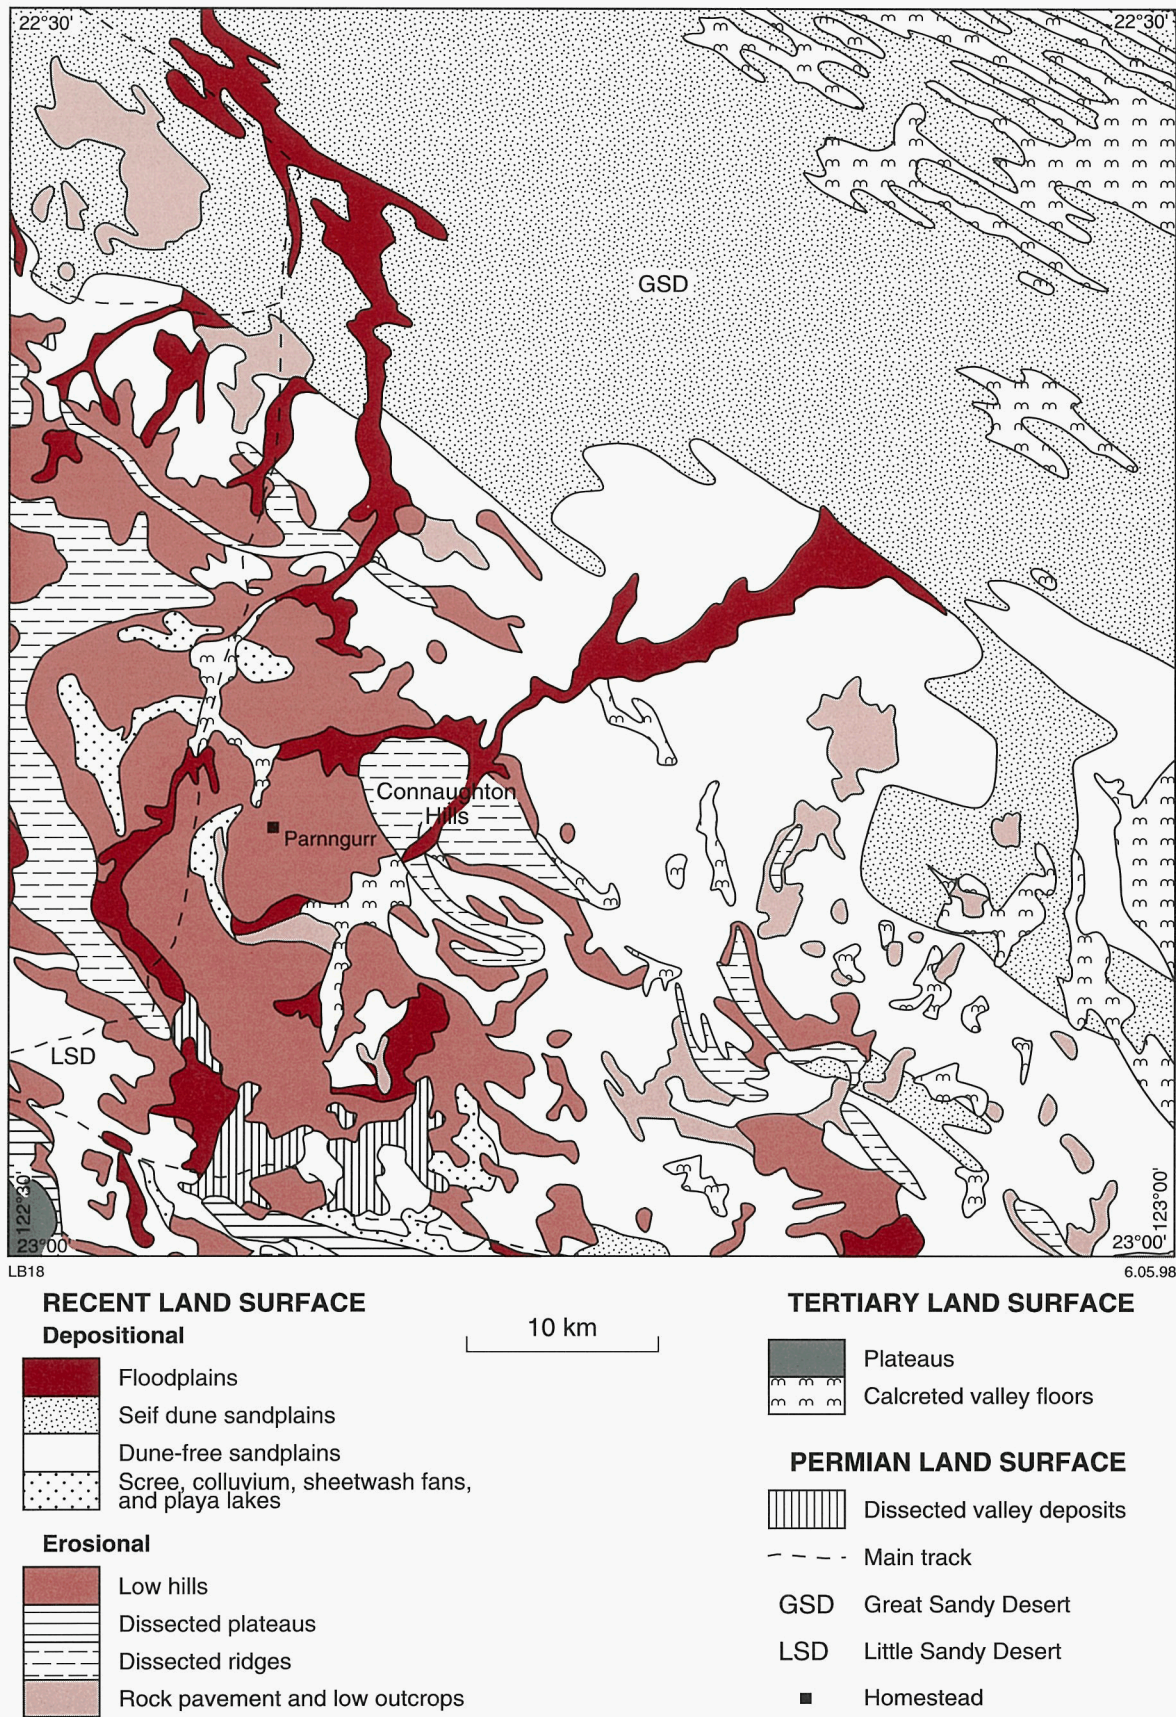 22°30'
22°30'
GSD
Connaughton
Hills
Parnngurr
LSD
122°30'
23°00'
123°00'
23°00'
LB18
6.05.98
RECENT LAND SURFACE
Depositional
Floodplains
Seif dune sandplains
Dune-free sandplains
Scree, colluvium, sheetwash fans,
and playa lakes
Erosional
Low hills
Dissected plateaus
Dissected ridges
Rock pavement and low outcrops
10 km
TERTIARY LAND SURFACE
Plateaus
Calcreted valley floors
PERMIAN LAND SURFACE
Dissected valley deposits
Main track
GSD Great Sandy Desert
LSD Little Sandy Desert
Homestead